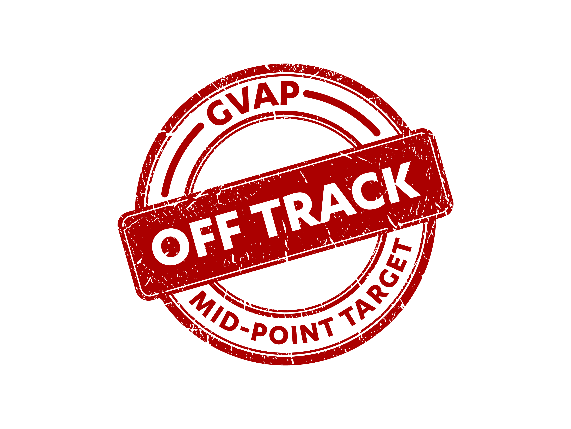 GVAP
OFF TRACK
MID-POINT TARGET